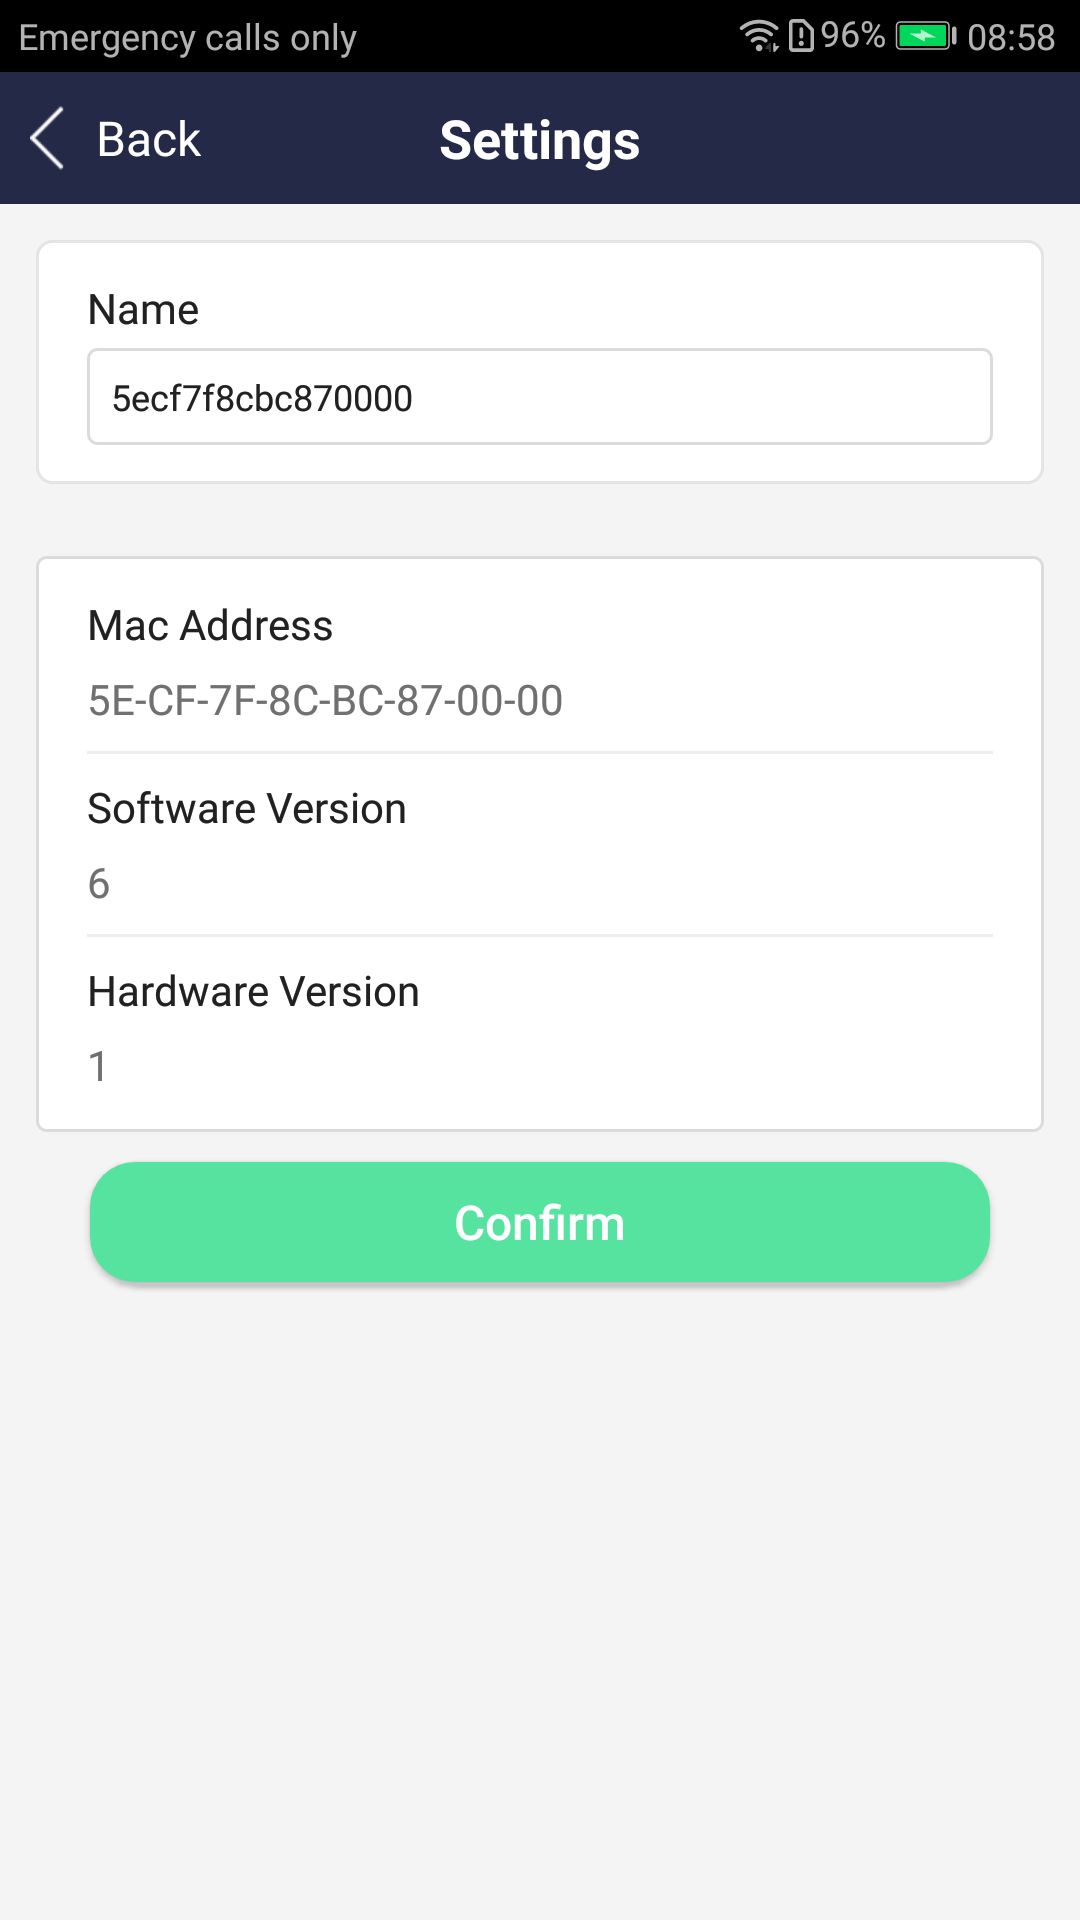 Emergency calls only 96% 08:58
Back Settings
Name
5ecf7f8cbc870000
Mac Address
5E-CF-7F-8C-BC-87-00-00
Software Version
6
Hardware Version
1
Confirm